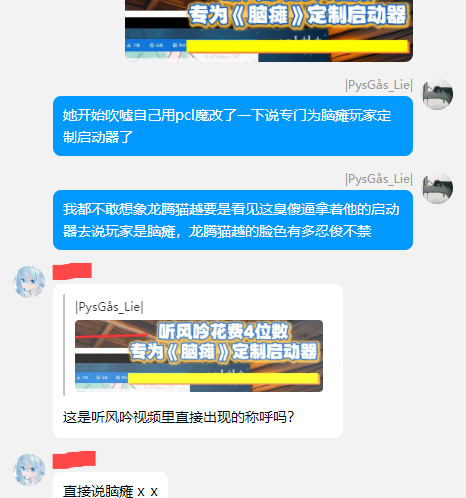 专为《脑瘫》定制启动器
|PysGås_Lie|
她开始吹嘘自己用pcl魔改了一下说专门为脑瘫玩家定
制启动器了
|PysGås_Lie|
我都不敢想象龙腾猫越要是看见这臭傻逼拿着他的启动
器去说玩家是脑瘫，龙腾猫越的脸色有多忍俊不禁
|PysGås_Lie|
听风吟花费4位数
专为《脑瘫》定制启动器
这是听风吟视频里直接出现的称呼吗？
直接说脑瘫ｘｘ